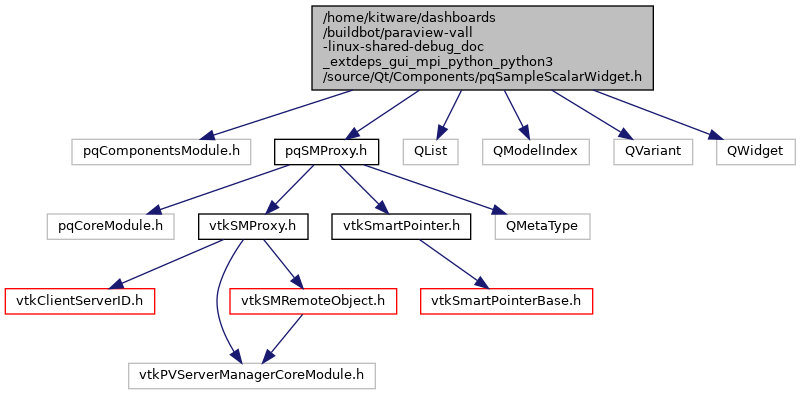 /home/kitware/dashboards
/buildbot/paraview-vall
-linux-shared-debug_doc
_extdeps_gui_mpi_python_python3
/source/Qt/Components/pqSampleScalarWidget.h
pqComponentsModule.h
pqSMProxy.h
QList
QModelIndex
QVariant
QWidget
pqCoreModule.h
vtkSMProxy.h
vtkSmartPointer.h
QMetaType
vtkClientServerID.h
vtkSMRemoteObject.h
vtkSmartPointerBase.h
vtkPVServerManagerCoreModule.h